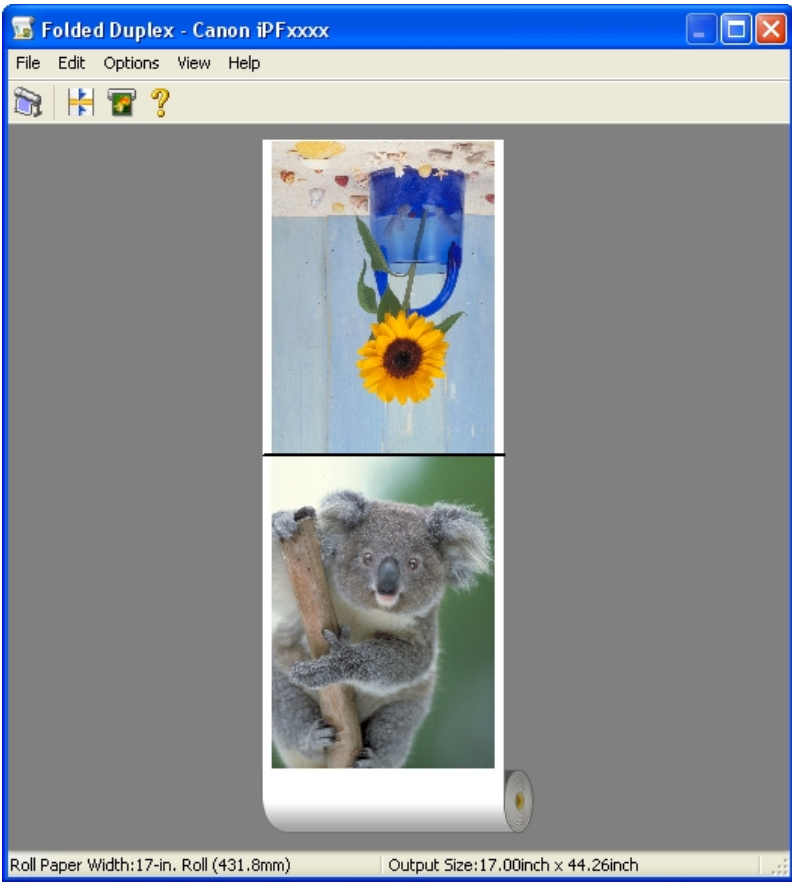 Folded Duplex - Canon iPFxxxx
File Edit Options View Help
Roll Paper Width:17-in. Roll (431.8mm) Output Size:17.00inch x 44.26inch